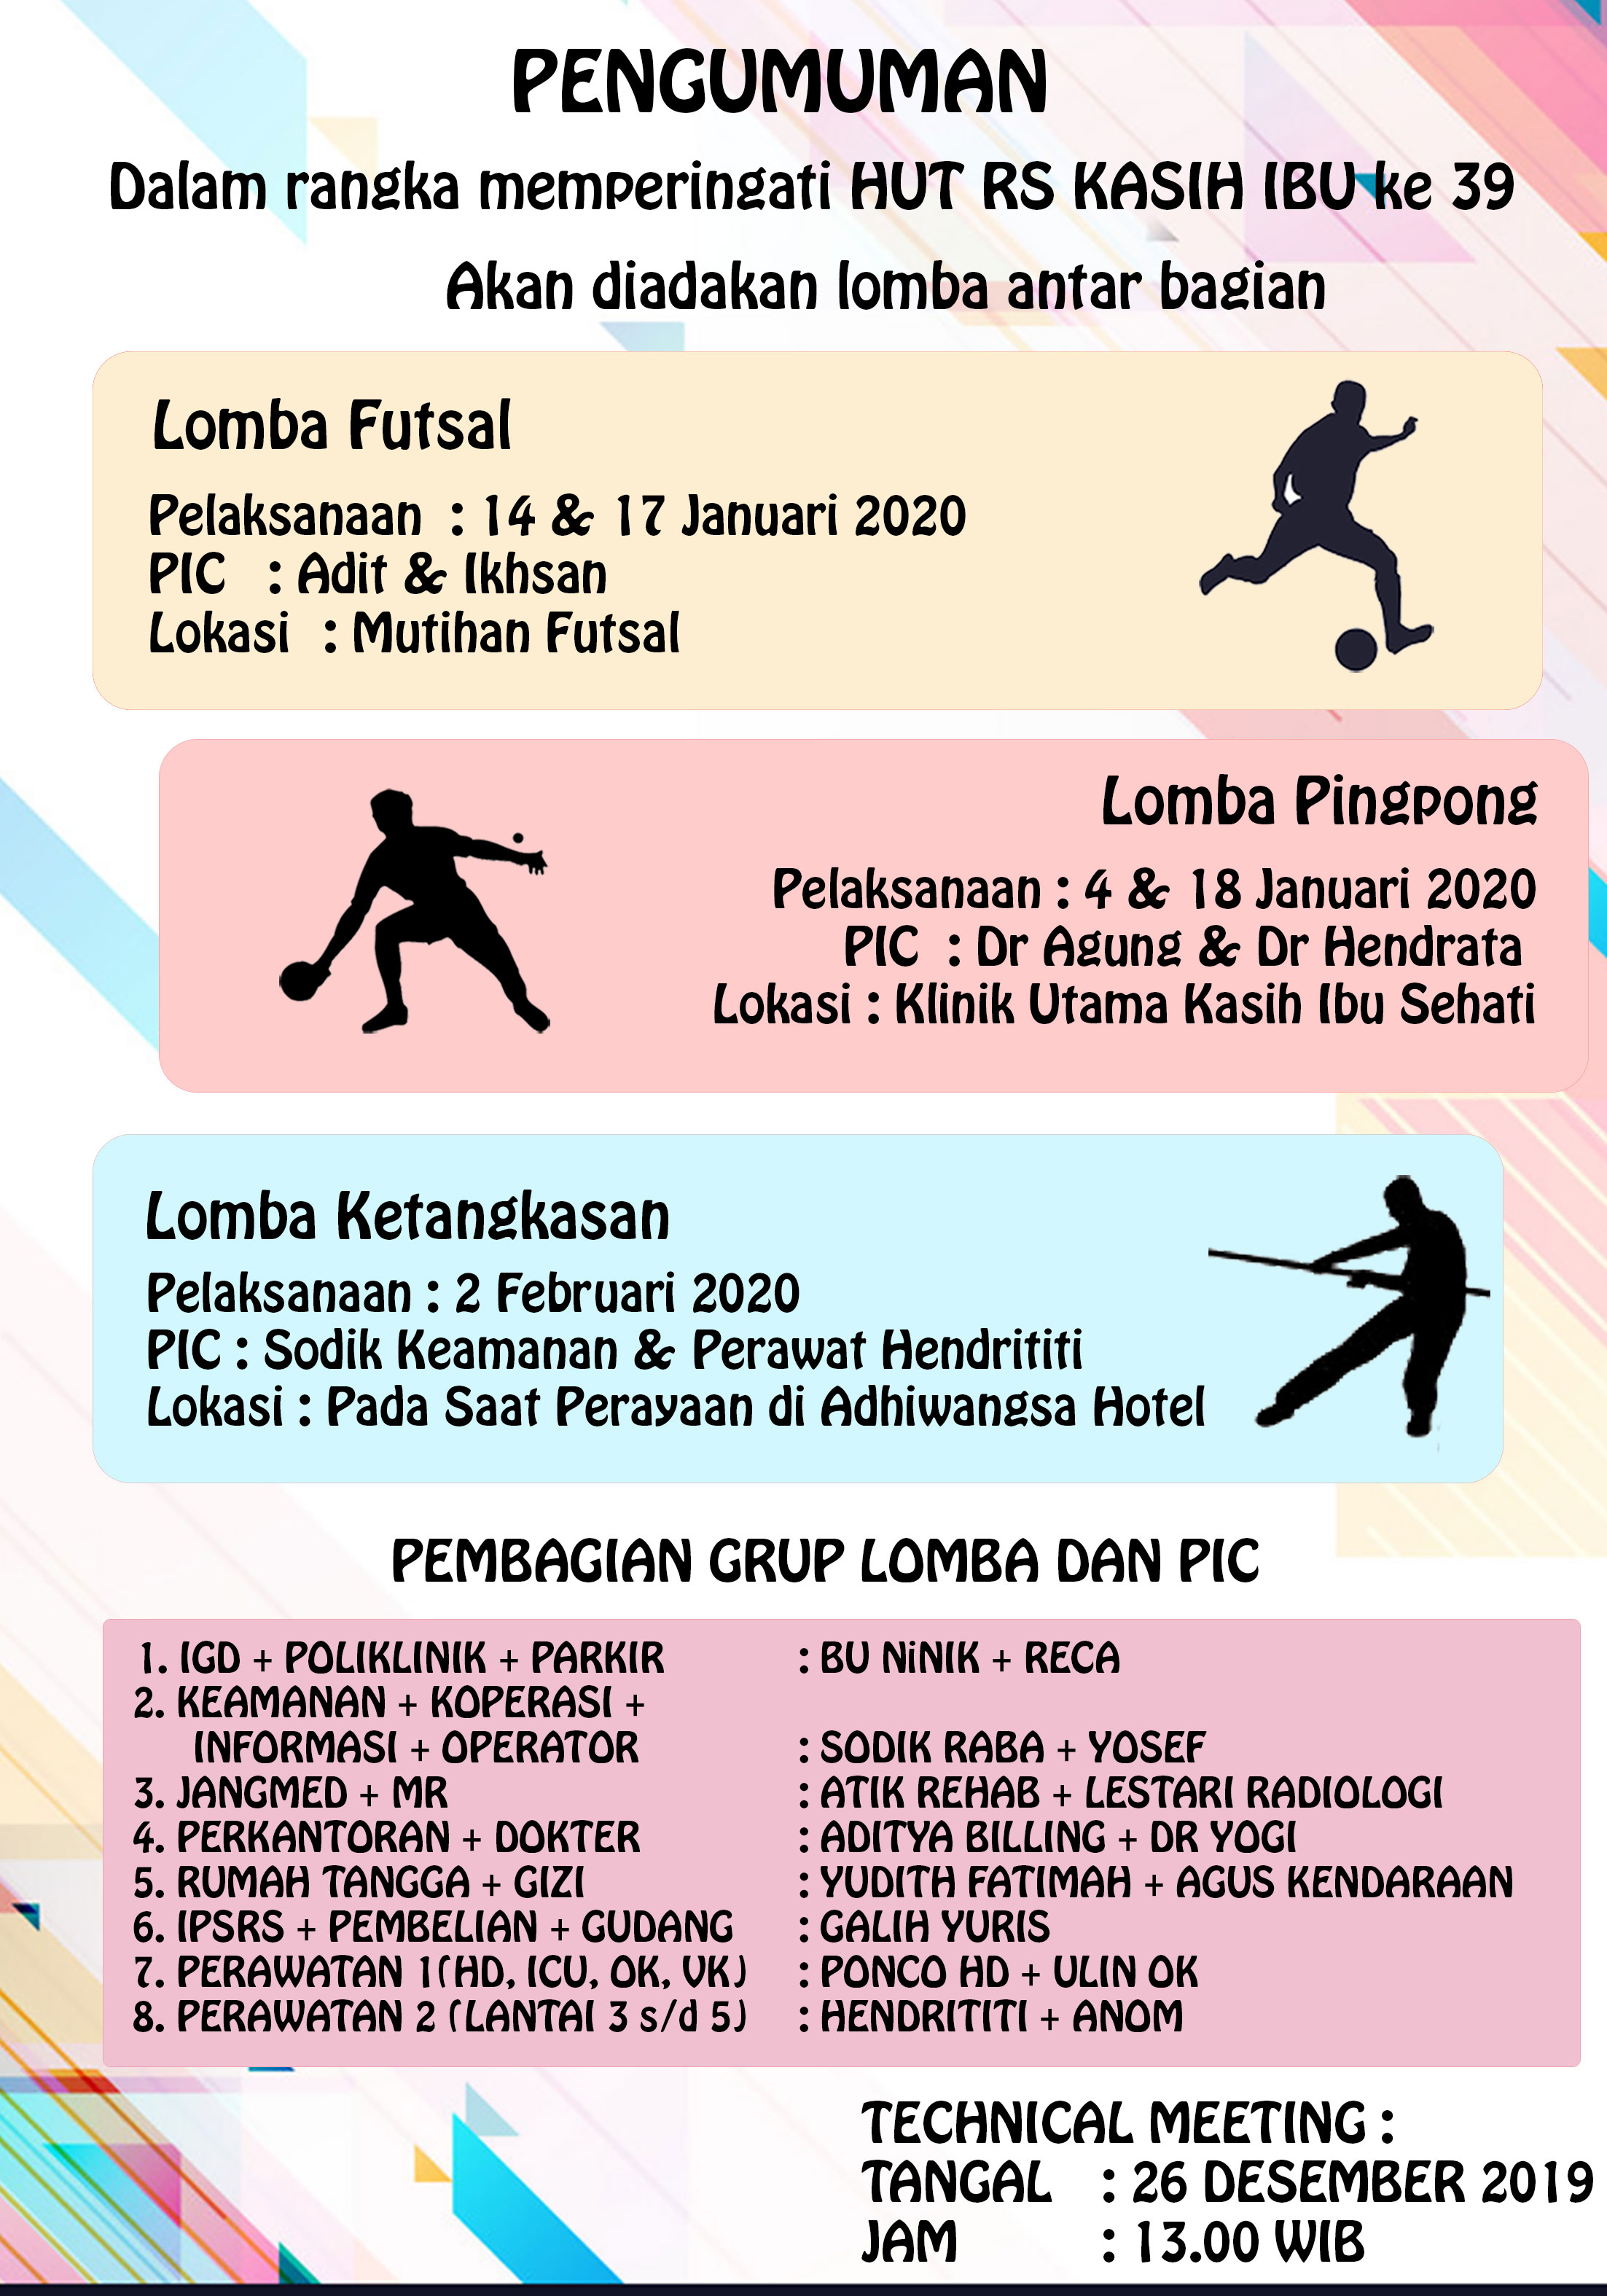 PENGUMUMAN
Dalam rangka memperingati HUT RS KASIH IBU ke 39
Akan diadakan lomba antar bagian
Lomba Futsal
Pelaksanaan : 14 & 17 Januari 2020
PIC : Adit & Ikhsan
Lokasi : Mutihan Futsal
Lomba Pingpong
Pelaksanaan : 4 & 18 Januari 2020
PIC : Dr Agung & Dr Hendrata
Lokasi : Klinik Utama Kasih Ibu Sehati
Lomba Ketangkasan
Pelaksanaan : 2 Februari 2020
PIC : Sodik Keamanan & Perawat Hendrititi
Lokasi : Pada Saat Perayaan di Adhiwangsa Hotel
PEMBAGIAN GRUP LOMBA DAN PIC
1. IGD + POLIKLINIK + PARKIR : BU NiNIK + RECA
2. KEAMANAN + KOPERASI +
INFORMASI + OPERATOR : SODIK RABA + YOSEF
3. JANGMED + MR : ATIK REHAB + LESTARI RADIOLOGI
4. PERKANTORAN + DOKTER : ADITYA BILLING + DR YOGI
5. RUMAH TANGGA + GIZI : YUDITH FATIMAH + AGUS KENDARAAN
6. IPSRS + PEMBELIAN + GUDANG : GALIH YURIS
7. PERAWATAN 1(HD, ICU, OK, VK) : PONCO HD + ULIN OK
8. PERAWATAN 2 (LANTAI 3 s/d 5) : HENDRITITI + ANOM
TECHNICAL MEETING :
TANGAL : 26 DESEMBER 2019
JAM : 13.00 WIB